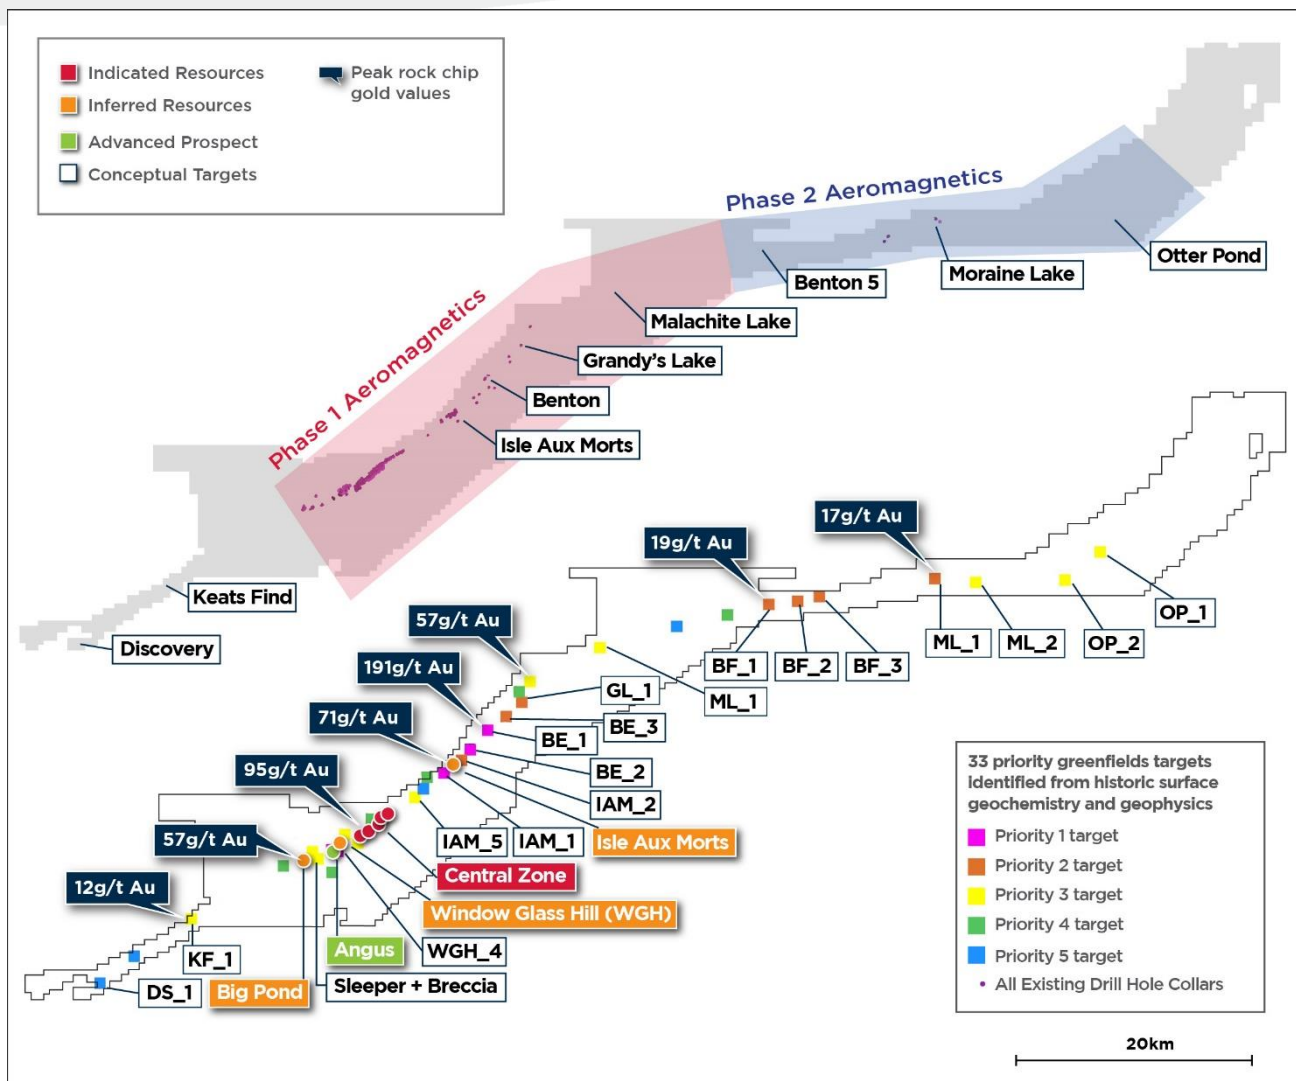 Indicated Resources
Inferred Resources
Advanced Prospect
Conceptual Targets
Peak rock chip
gold values
Phase 2 Aeromagnetics
Phase 1 Aeromagnetics
Otter Pond
Moraine Lake
Benton 5
Malachite Lake
Grandy's Lake
Benton
Isle Aux Morts
Keats Find
Discovery
17g/t Au
19g/t Au
57g/t Au
191g/t Au
71g/t Au
95g/t Au
57g/t Au
12g/t Au
OP_1
OP_2
ML_2
ML_1
BF_3
BF_2
BF_1
ML_1
GL_1
BE_3
BE_1
BE_2
IAM_2
Isle Aux Morts
IAM_1
IAM_5
Central Zone
Window Glass Hill (WGH)
WGH_4
Angus
Sleeper + Breccia
Big Pond
KF_1
DS_1
33 priority greenfields targets
identified from historic surface
geochemistry and geophysics
Priority 1 target
Priority 2 target
Priority 3 target
Priority 4 target
Priority 5 target
All Existing Drill Hole Collars
20km